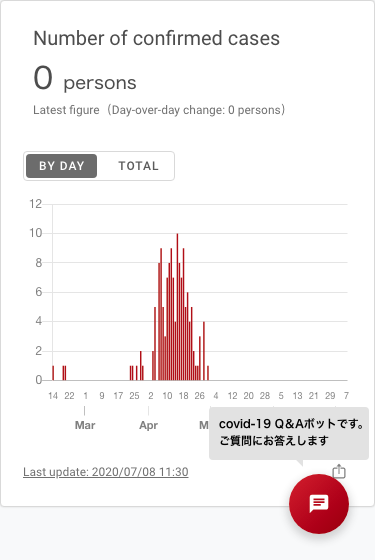 Number of confirmed cases
0 persons
Latest figure（Day-over-day change: 0 persons）
BY DAY TOTAL
12
10
8
6
4
2
0
14 22 1 9 17 25 2 10 18 26 4 12 20 28 5 13 21 29 7
Mar Apr M
covid-19 Q&Aボットです。
ご質問にお答えします
Last update: 2020/07/08 11:30